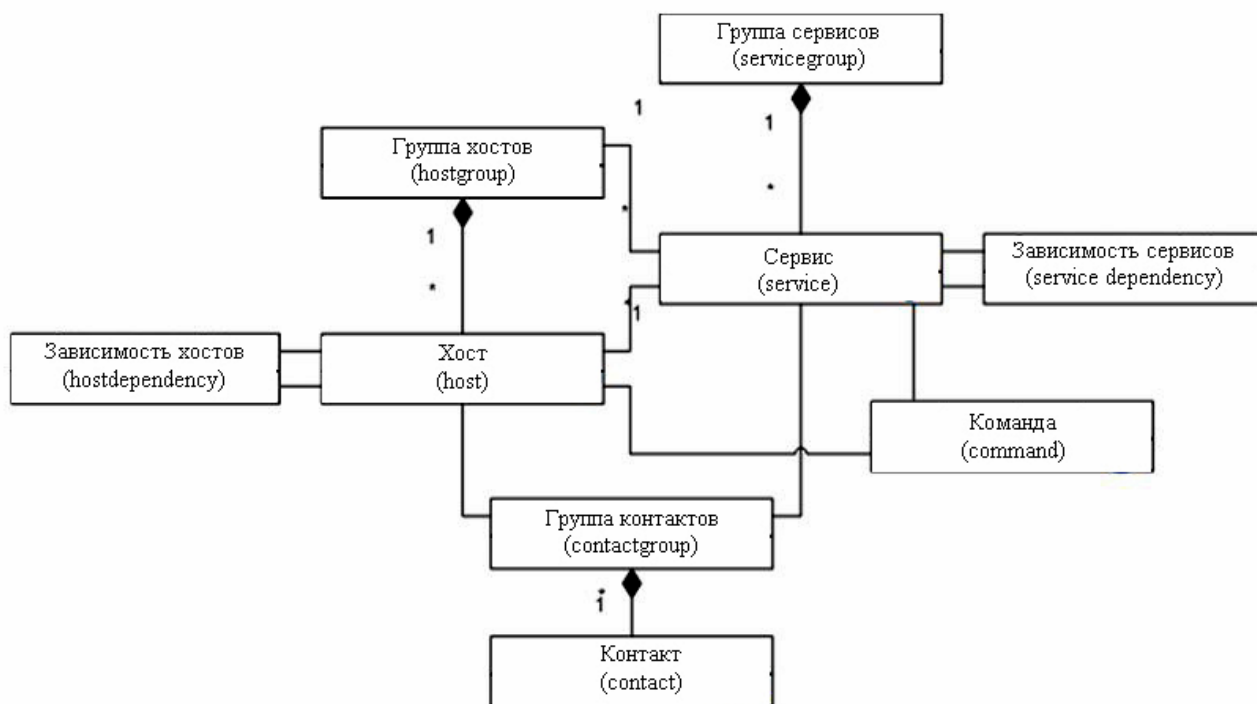 Группа сервисов
(servicegroup)
1
1
Группа хостов
(hostgroup)
*
*
1
Сервис
(service)
Зависимость сервисов
(service dependency)
*
*
1
Зависимость хостов
(hostdependency)
Хост
(host)
Команда
(command)
Группа контактов
(contactgroup)
*
1
Контакт
(contact)